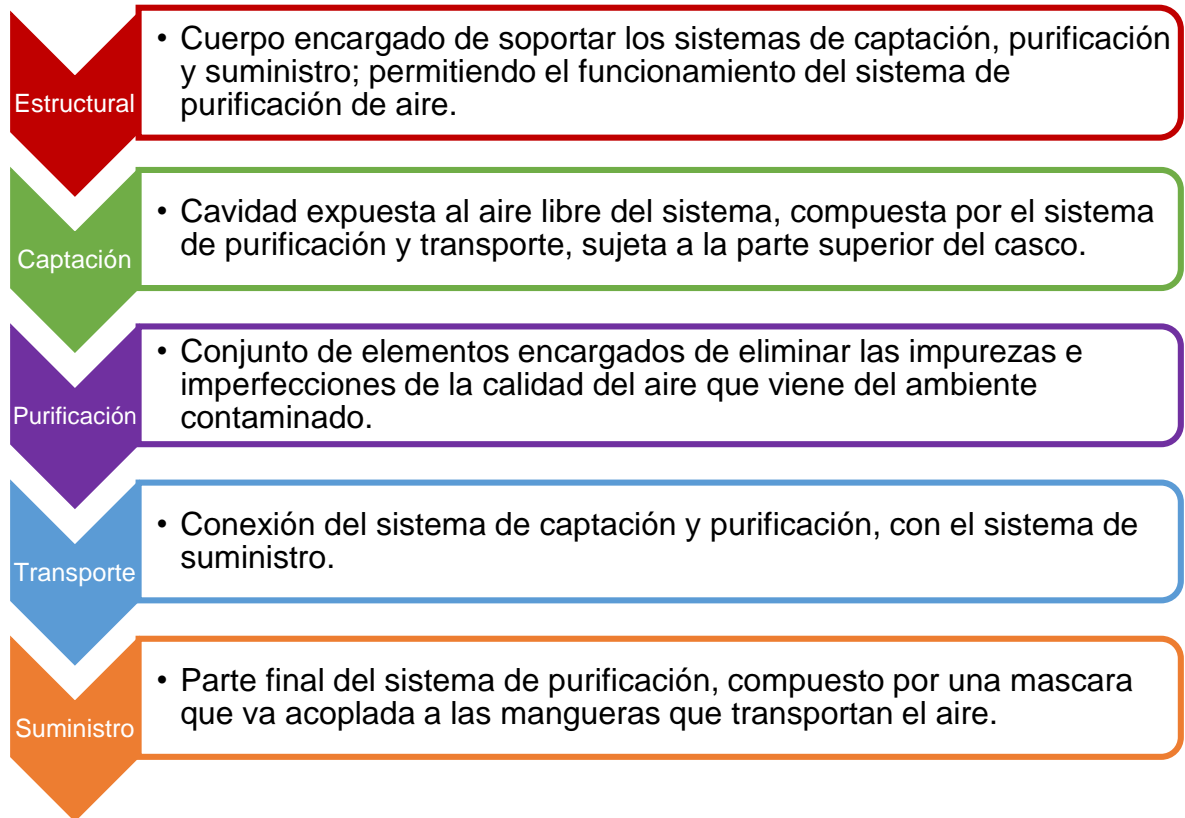 Estructural
• Cuerpo encargado de soportar los sistemas de captación, purificación
y suministro; permitiendo el funcionamiento del sistema de
purificación de aire.
Captación
• Cavidad expuesta al aire libre del sistema, compuesta por el sistema
de purificación y transporte, sujeta a la parte superior del casco.
Purificación
• Conjunto de elementos encargados de eliminar las impurezas e
imperfecciones de la calidad del aire que viene del ambiente
contaminado.
Transporte
• Conexión del sistema de captación y purificación, con el sistema de
suministro.
Suministro
• Parte final del sistema de purificación, compuesto por una mascara
que va acoplada a las mangueras que transportan el aire.